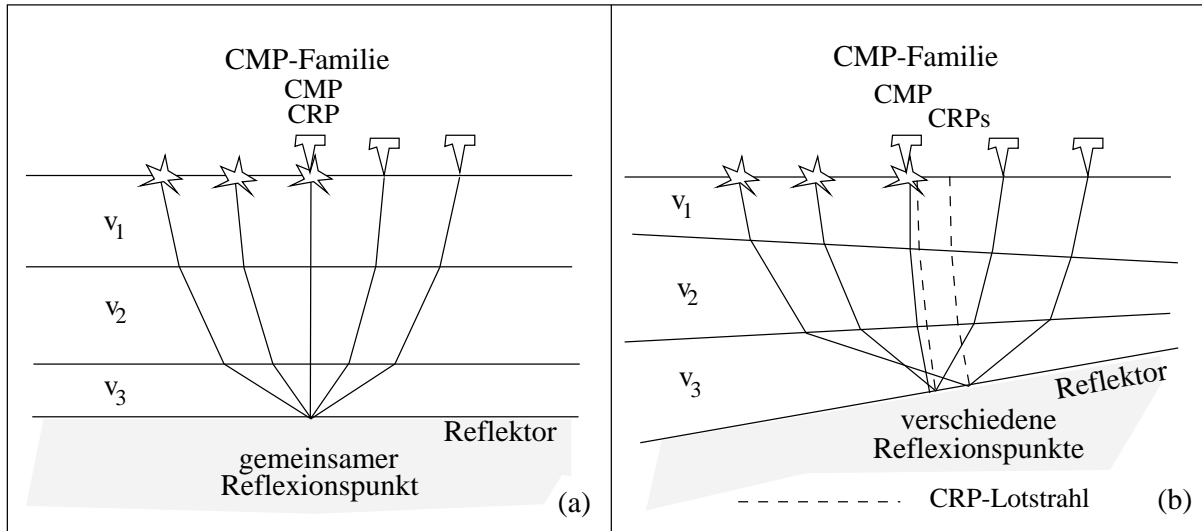 CMP-Familie
CMP
CRP
v1
v2
v3
Reflektor
gemeinsamer
Reflexionspunkt
(a)
CMP-Familie
CMP
CRPs
v1
v2
v3
Reflektor
verschiedene
Reflexionspunkte
CRP-Lotstrahl
(b)